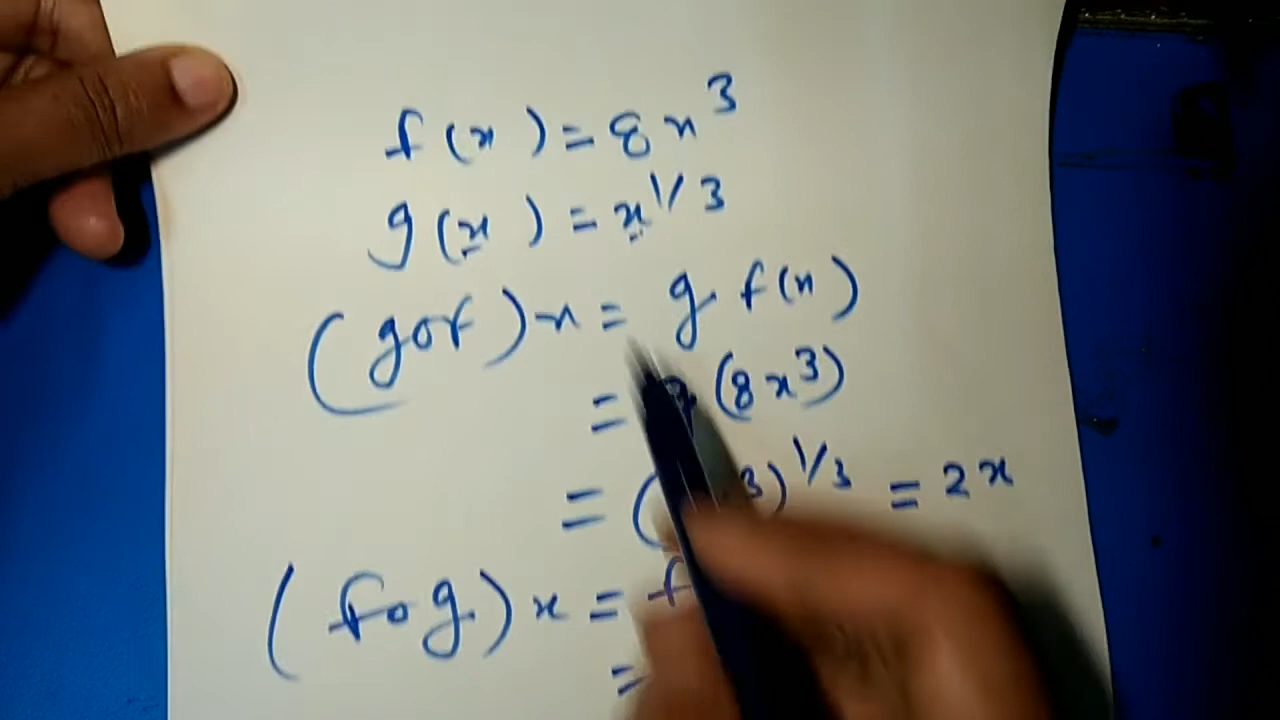 f(x) = 8x^3
g(x) = x^1/3
(gof)x = g f(x)
= g(8x^3)
= ( 3)^1/3 = 2x
(fog)x = f
=